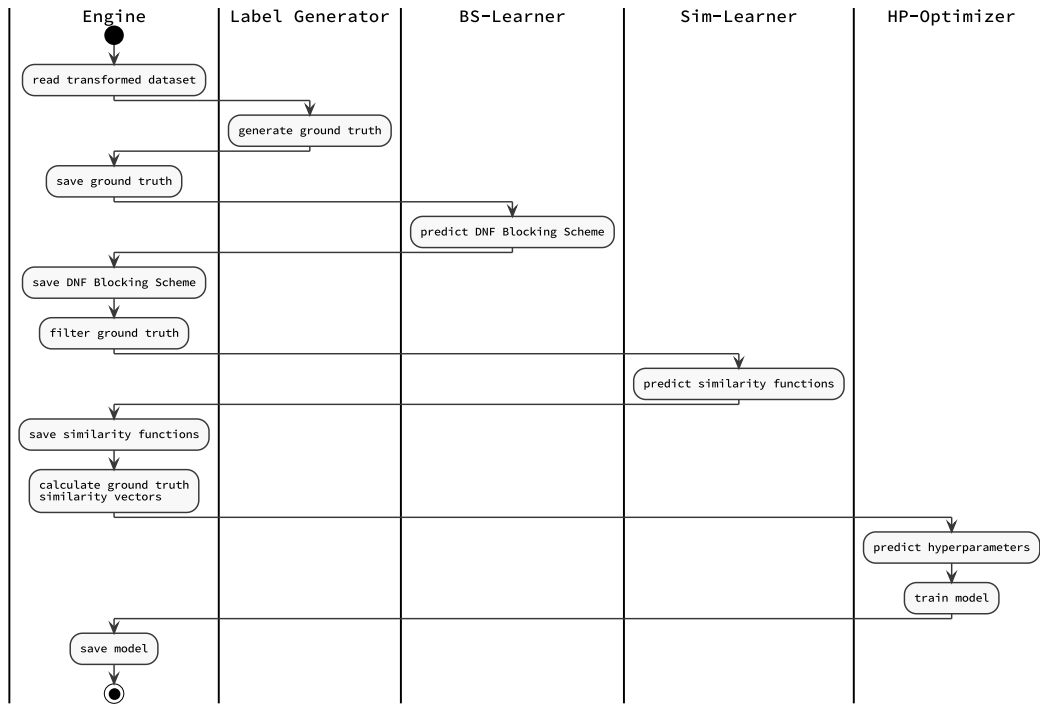 Engine
Label Generator
BS-Learner
Sim-Learner
HP-Optimizer
read transformed dataset
generate ground truth
save ground truth
predict DNF Blocking Scheme
save DNF Blocking Scheme
filter ground truth
predict similarity functions
save similarity functions
calculate ground truth
similarity vectors
predict hyperparameters
train model
save model